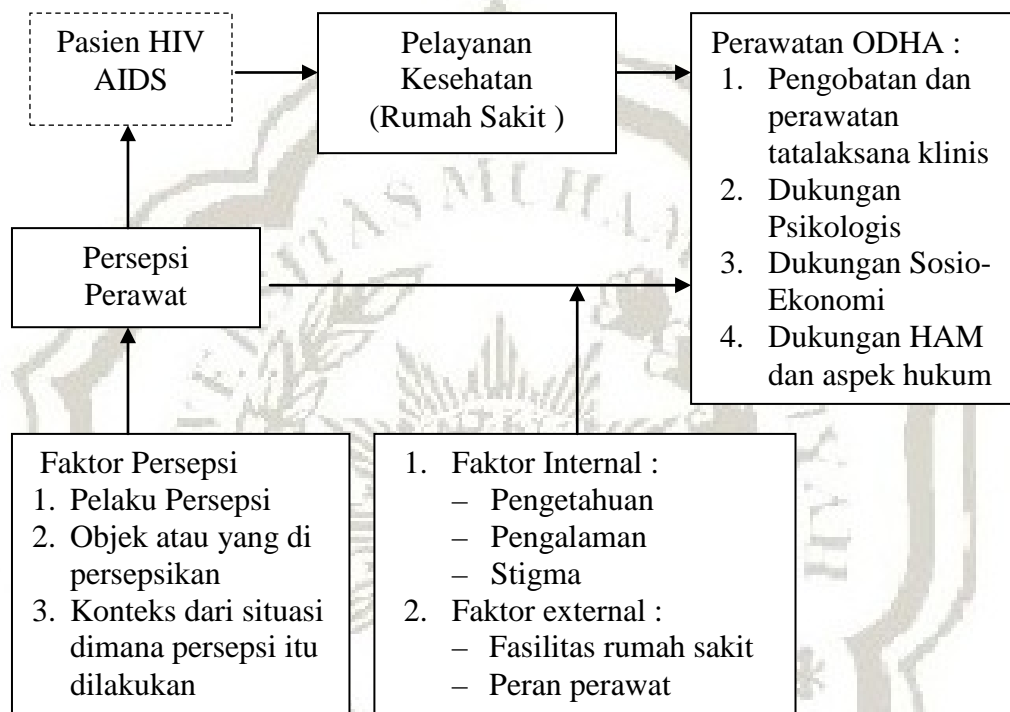 Pasien HIV
AIDS
Pelayanan
Kesehatan
(Rumah Sakit )
Perawatan ODHA :
1. Pengobatan dan
perawatan
tatalaksana klinis
2. Dukungan
Psikologis
3. Dukungan Sosio-
Ekonomi
4. Dukungan HAM
dan aspek hukum
Persepsi
Perawat
Faktor Persepsi
1. Pelaku Persepsi
2. Objek atau yang di
persepsikan
3. Konteks dari situasi
dimana persepsi itu
dilakukan
1. Faktor Internal :
– Pengetahuan
– Pengalaman
– Stigma
2. Faktor external :
– Fasilitas rumah sakit
– Peran perawat